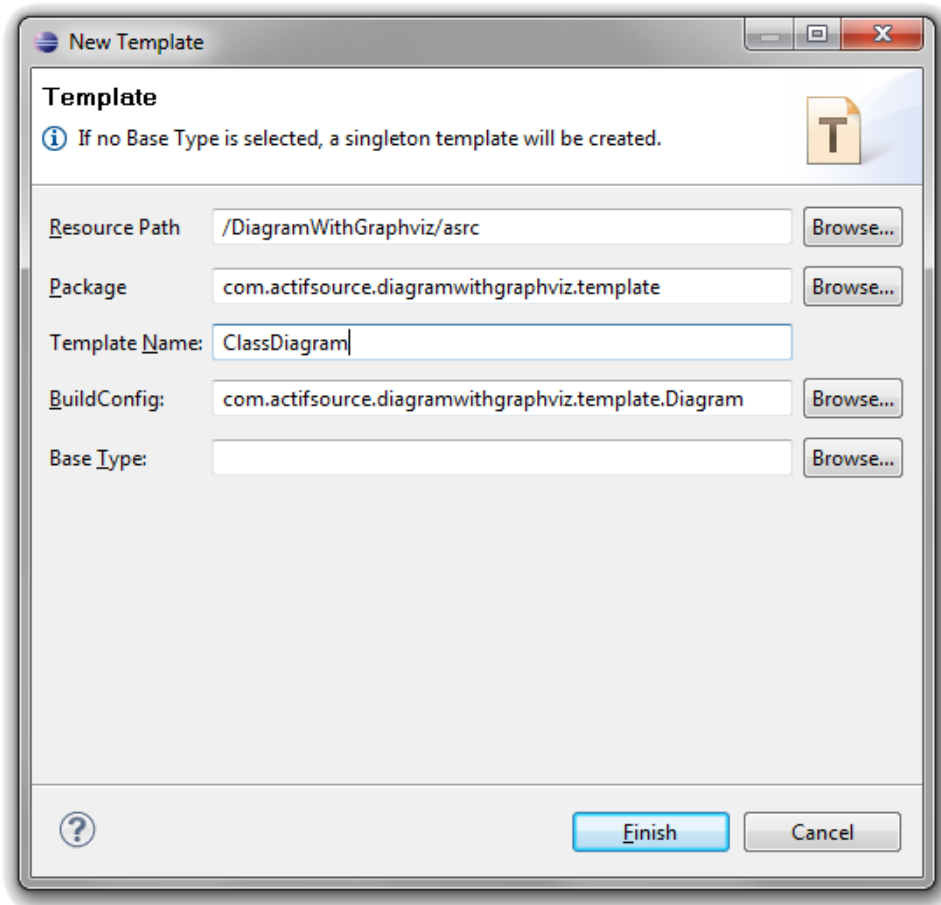 New Template
Template
If no Base Type is selected, a singleton template will be created.
T
Resource Path /DiagramWithGraphviz/asrc Browse...
Package com.actifsource.diagramwithgraphviz.template Browse...
Template Name: ClassDiagram
BuildConfig: com.actifsource.diagramwithgraphviz.template.Diagram Browse...
Base Type: Browse...
? Finish Cancel